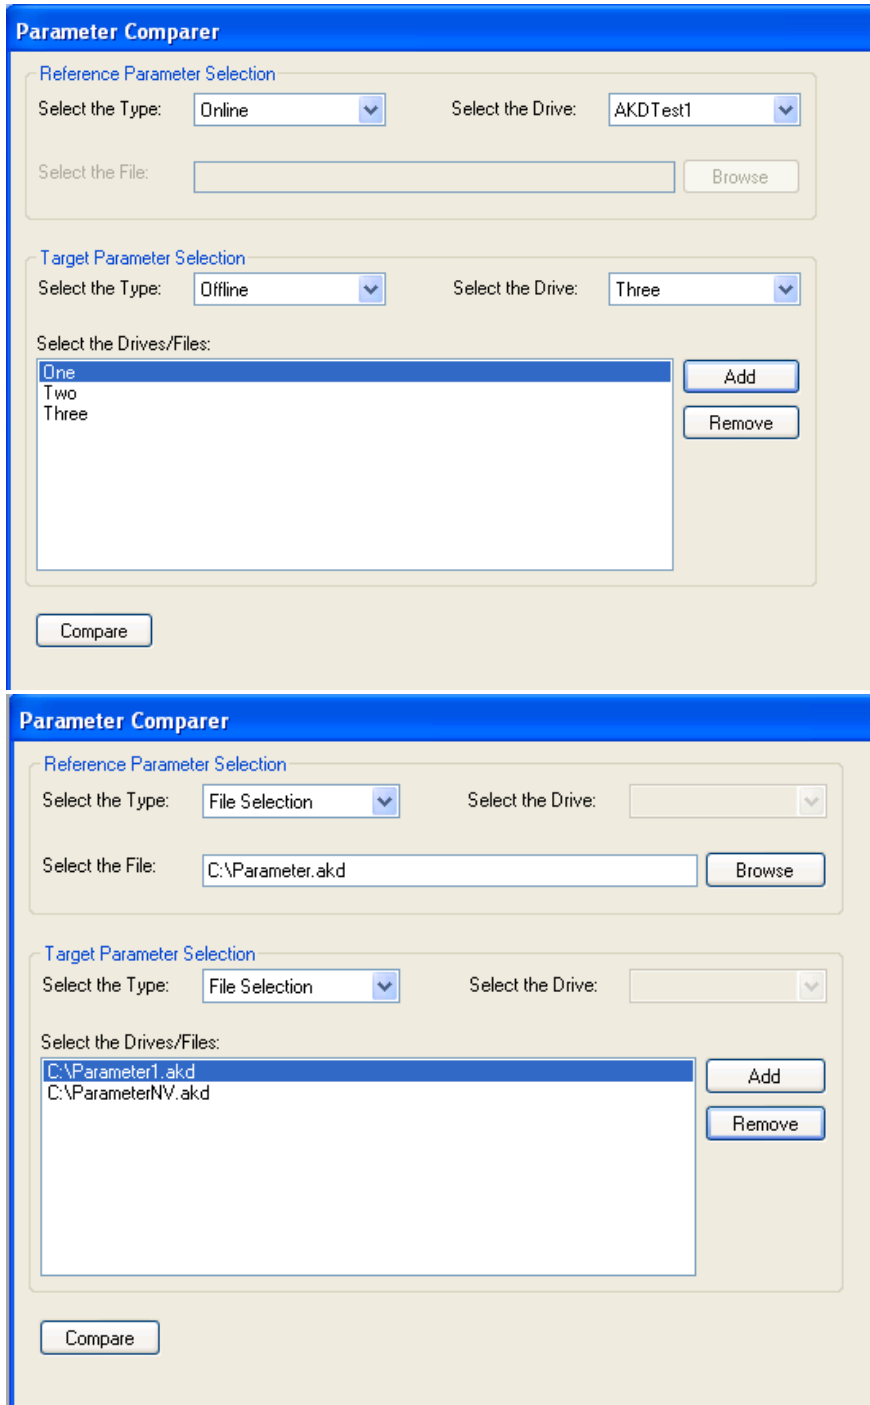 Parameter Comparer
Reference Parameter Selection
Select the Type: Online Select the Drive: AKDTest1
Select the File: Browse
Target Parameter Selection
Select the Type: Offline Select the Drive: Three
Select the Drives/Files:
One
Add
Two
Three
Remove
Compare
Parameter Comparer
Reference Parameter Selection
Select the Type: File Selection Select the Drive:
Select the File: C:\Parameter.akd Browse
Target Parameter Selection
Select the Type: File Selection Select the Drive:
Select the Drives/Files:
C:\Parameter1.akd Add
C:\ParameterNV.akd
Remove
Compare